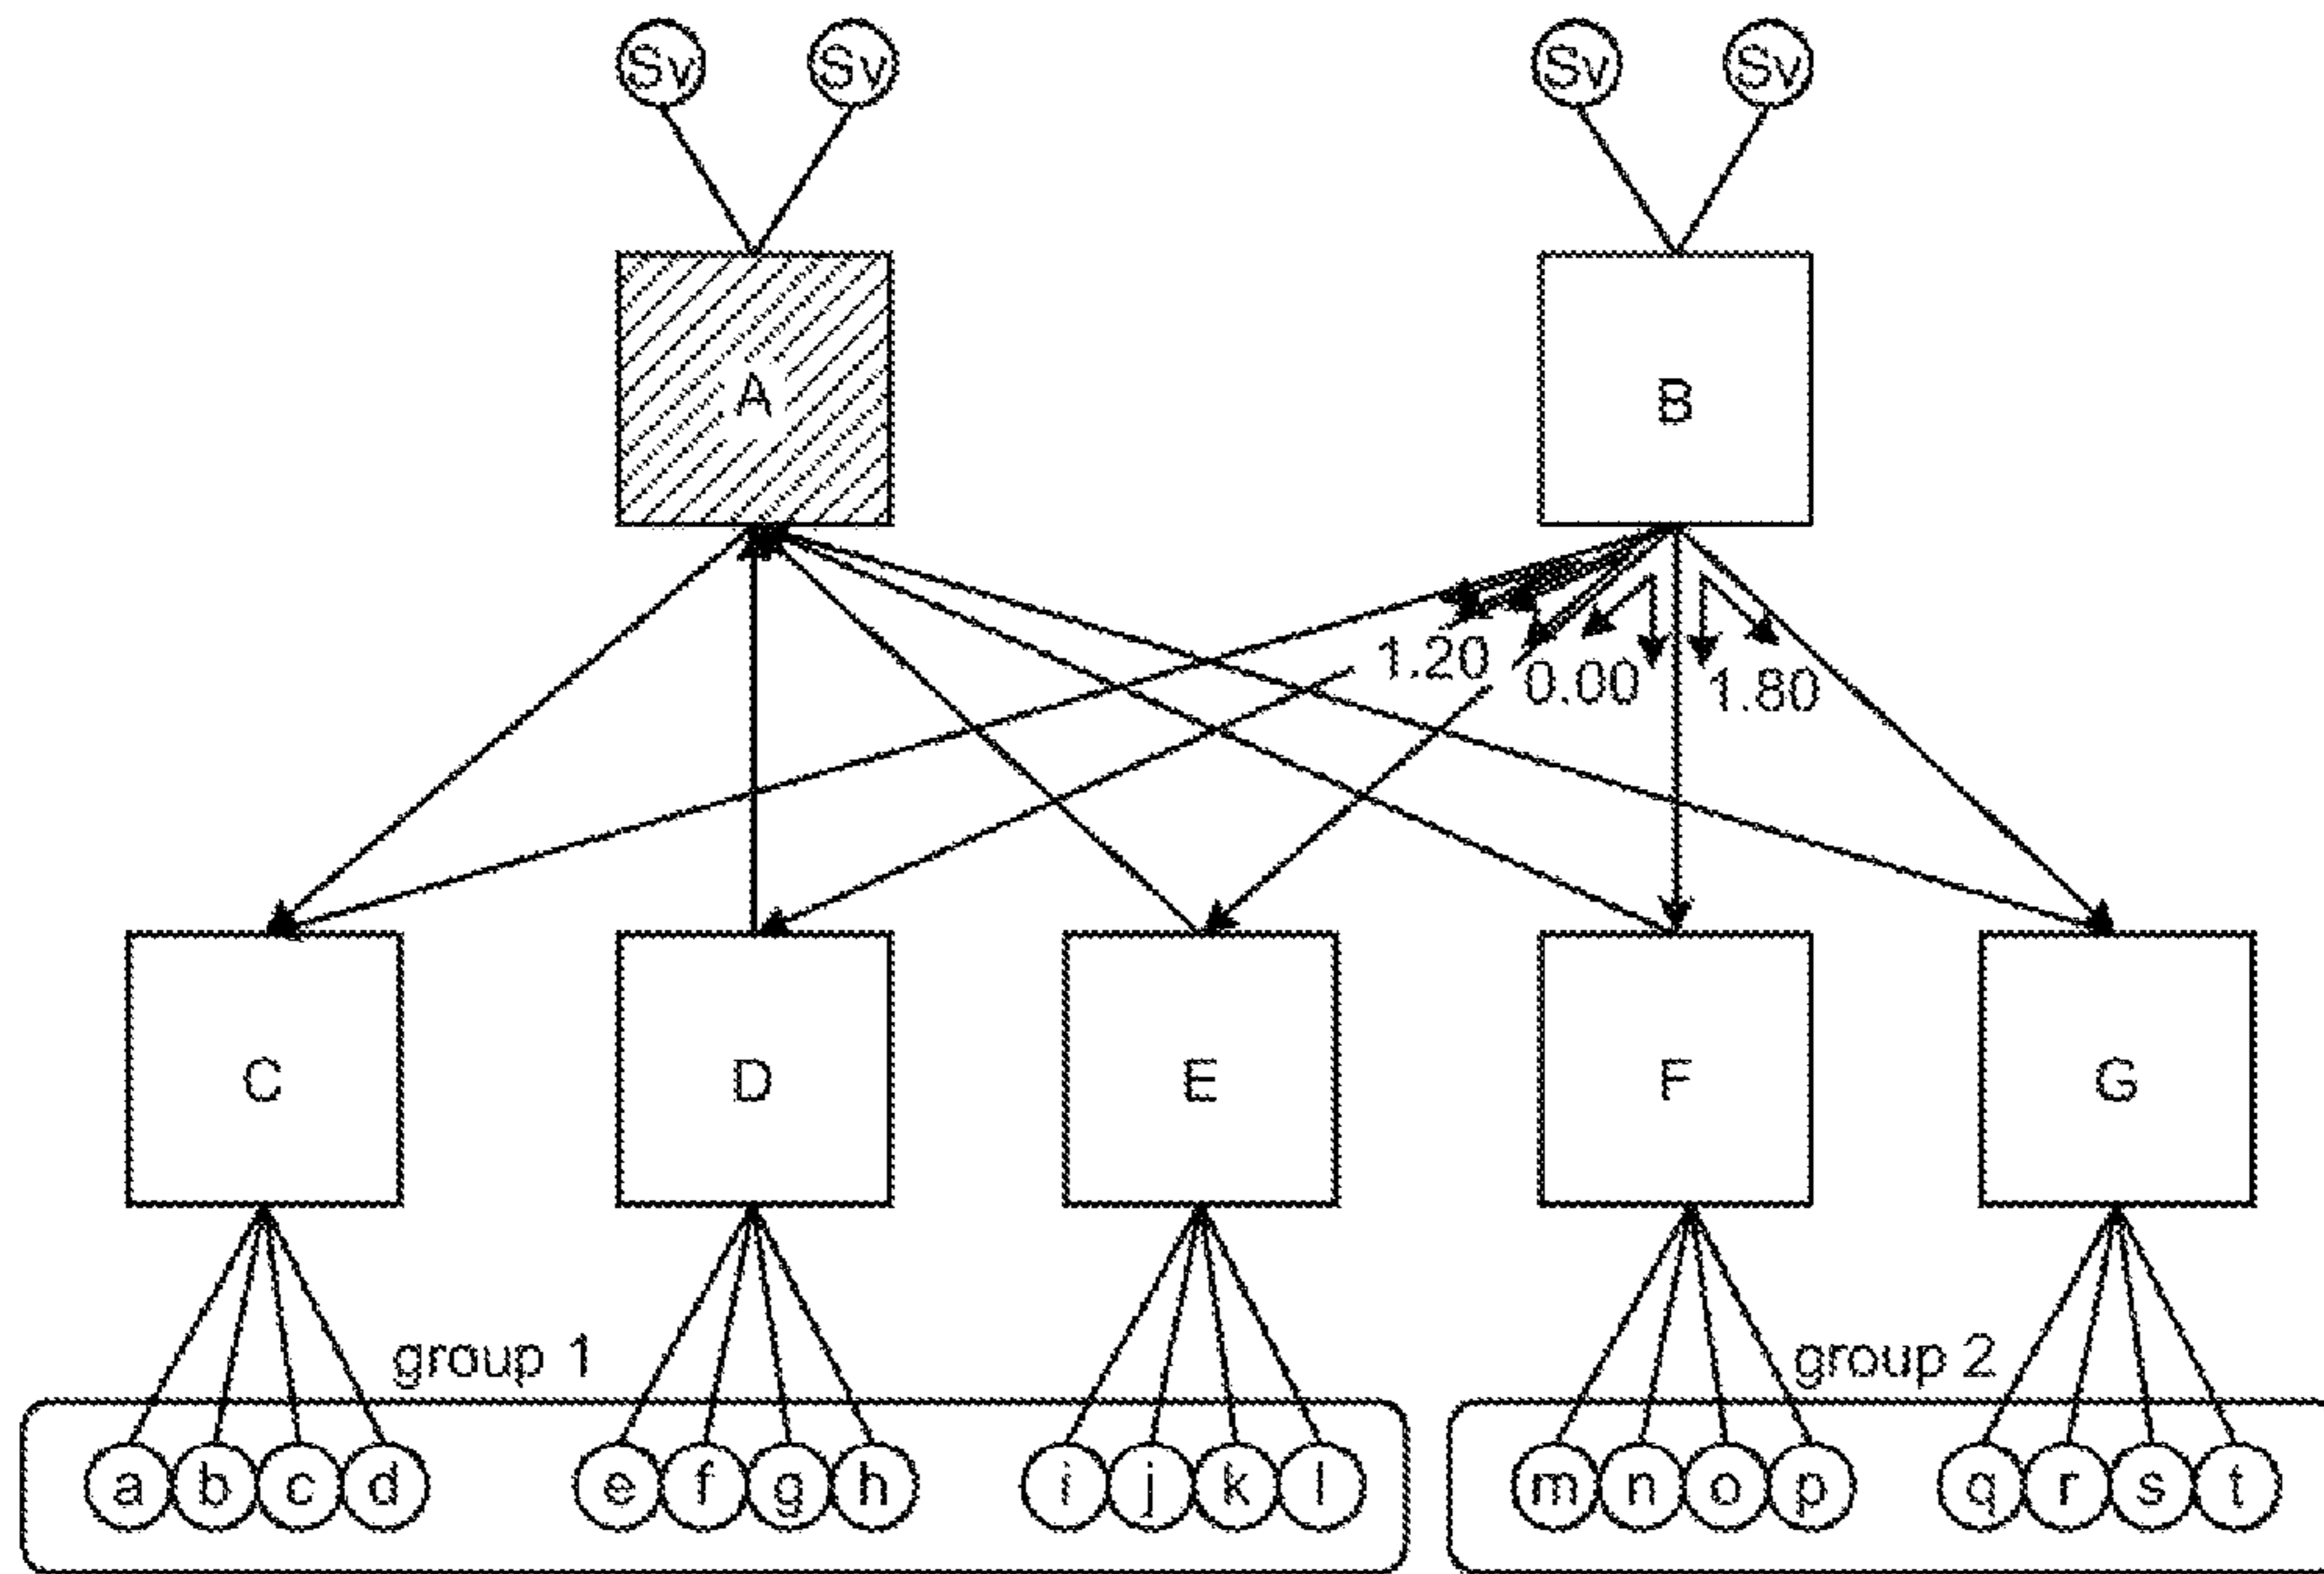 Sv Sv Sv Sv
A B
1.20 0.00 1.80
C D E F G
group 1 group 2
a b c d e f g h i j k l m n o p q r s t